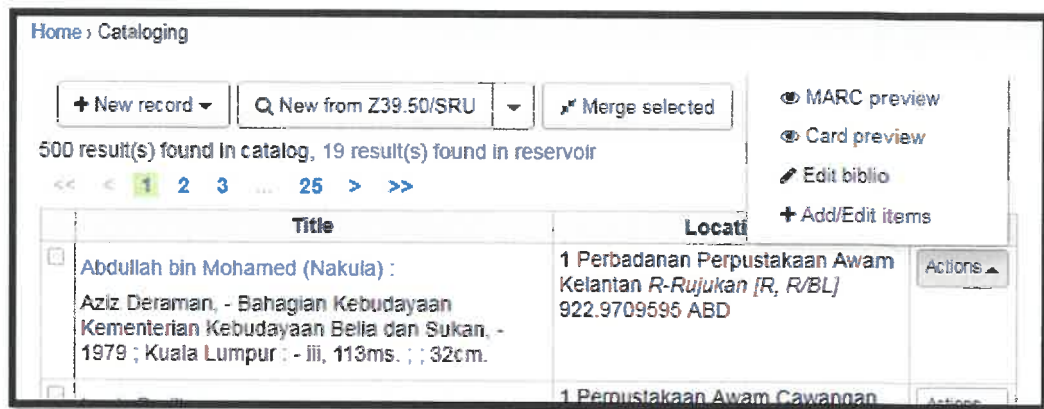 Home › Cataloging
+ New record
New from Z39.50/SRU
Merge selected
MARC preview
Card preview
Edit biblio
+ Add/Edit items
500 result(s) found in catalog, 19 result(s) found in reservoir
<< < 1 2 3 ... 25 > >>
Title
Locati
Abdullah bin Mohamed (Nakula) :
Aziz Deraman, - Bahagian Kebudayaan
Kementerian Kebudayaan Belia dan Sukan, -
1979 ; Kuala Lumpur : - iii, 113ms. ; ; 32cm.
1 Perbadanan Perpustakaan Awam
Kelantan R-Rujukan [R, R/BL]
922.9709595 ABD
Actions
1 Perpustakaan Awam Cawangan
Actions